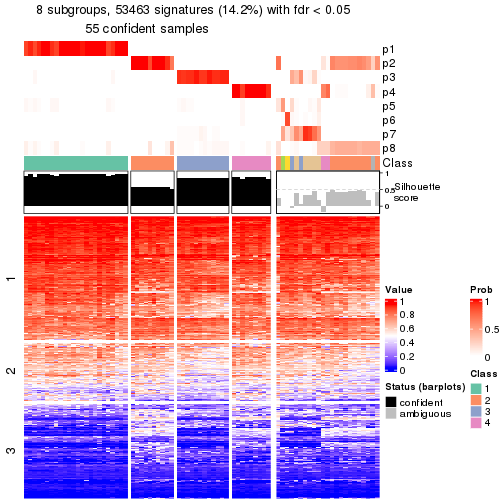 8 subgroups, 53463 signatures (14.2%) with fdr < 0.05
55 confident samples
p1
p2
p3
p4
p5
p6
p7
p8
Class
1
0.5
0
Silhouette
score
1
2
3
Value
1
0.8
0.6
0.4
0.2
0
Prob
1
0.5
0
Status (barplots)
confident
ambiguous
Class
1
2
3
4